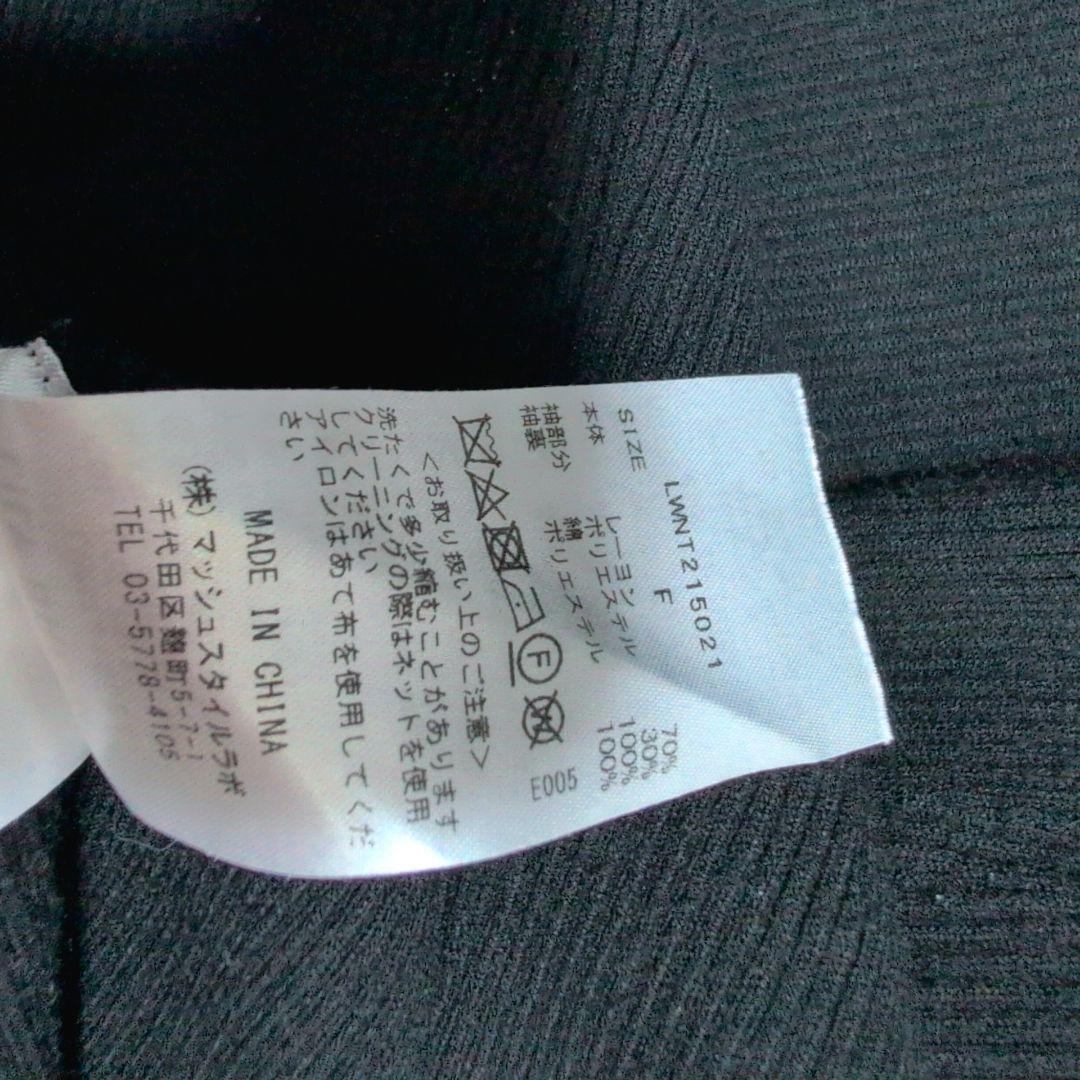 LWNT215021
SIZE F
本体 レーヨン 70%
ポリエステル 30%
袖部分 綿 100%
袖裏 ポリエステル 100%
E005
<お取り扱い上のご注意>
洗たくで多少縮むことがあります
クリーニングの際はネットを使用
してください
アイロンはあて布を使用してくだ
さい
MADE IN CHINA
(株) マッシュスタイルラボ
千代田区麹町5-7-1
TEL 03-5778-4105